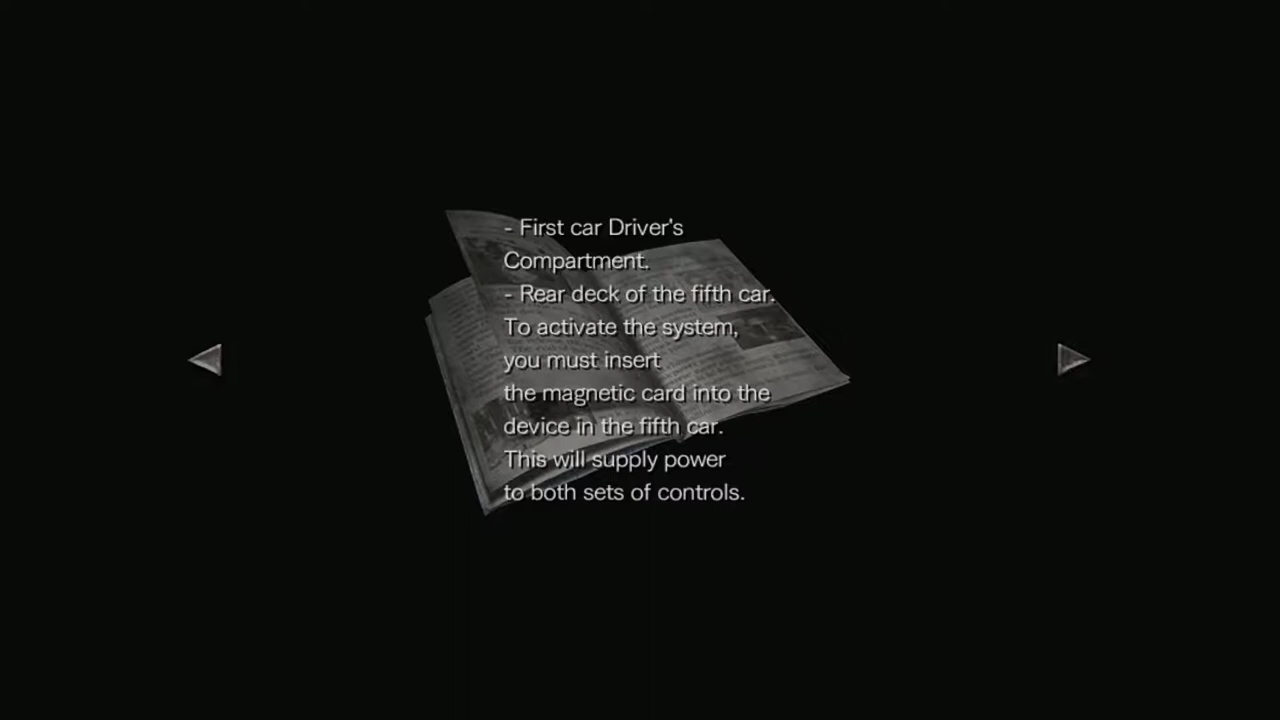 - First car Driver's
Compartment.
- Rear deck of the fifth car.
To activate the system,
you must insert
the magnetic card into the
device in the fifth car.
This will supply power
to both sets of controls.